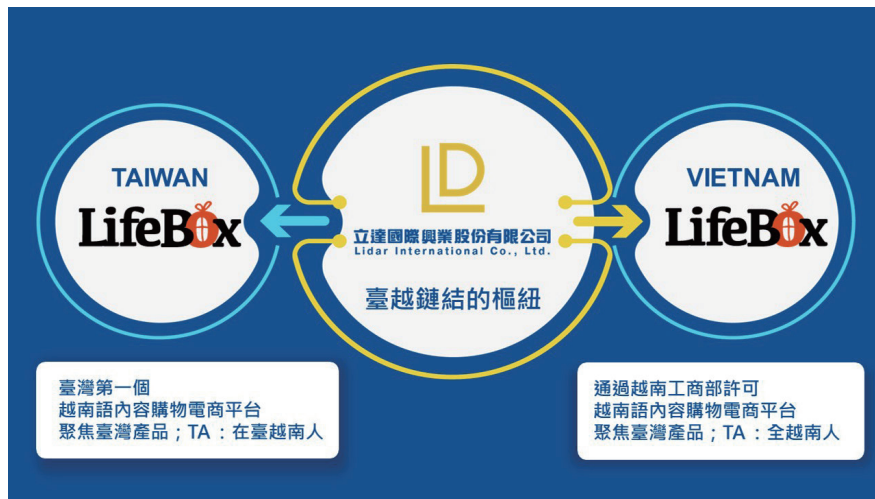 TAIWAN
LifeBox
LD
立達國際興業股份有限公司
Lidar International Co., Ltd.
臺越鏈結的樞紐
VIETNAM
LifeBox
臺灣第一個
越南語內容購物電商平台
聚焦臺灣產品；TA：在臺越南人
通過越南工商部許可
越南語內容購物電商平台
聚焦臺灣產品；TA：全越南人